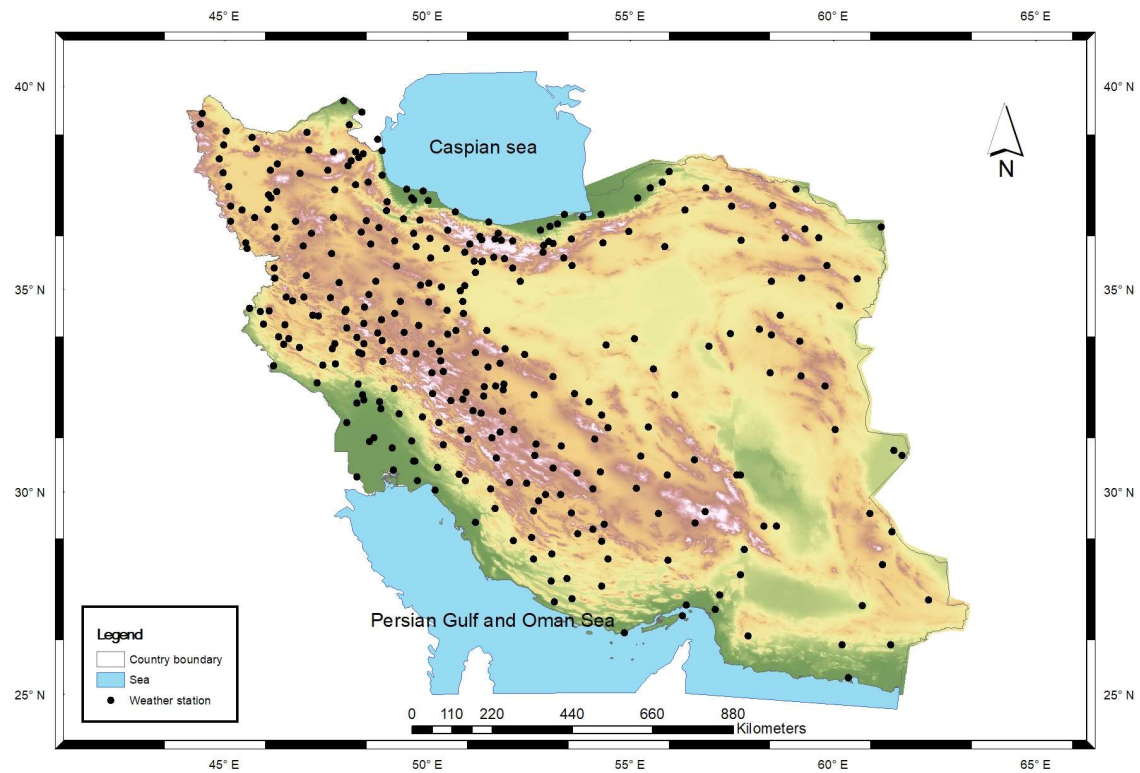 45° E 50° E 55° E 60° E 65° E
40° N 40° N
Caspian sea
N
35° N 35° N
30° N 30° N
Persian Gulf and Oman Sea
Legend
Country boundary
Sea
Weather station
25° N 25° N
0 110 220 440 660 880
Kilometers
45° E 50° E 55° E 60° E 65° E